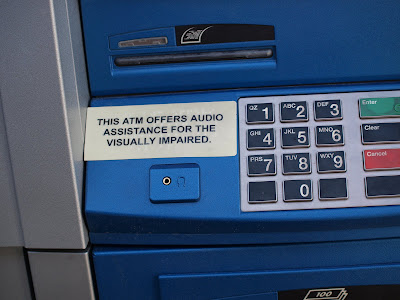 THIS ATM OFFERS AUDIO
ASSISTANCE FOR THE
VISUALLY IMPAIRED.
QZ 1 ABC 2 DEF 3 Enter
GHI 4 JKL 5 MNO 6 Clear
PRS 7 TUV 8 WXY 9 Cancel
0
100